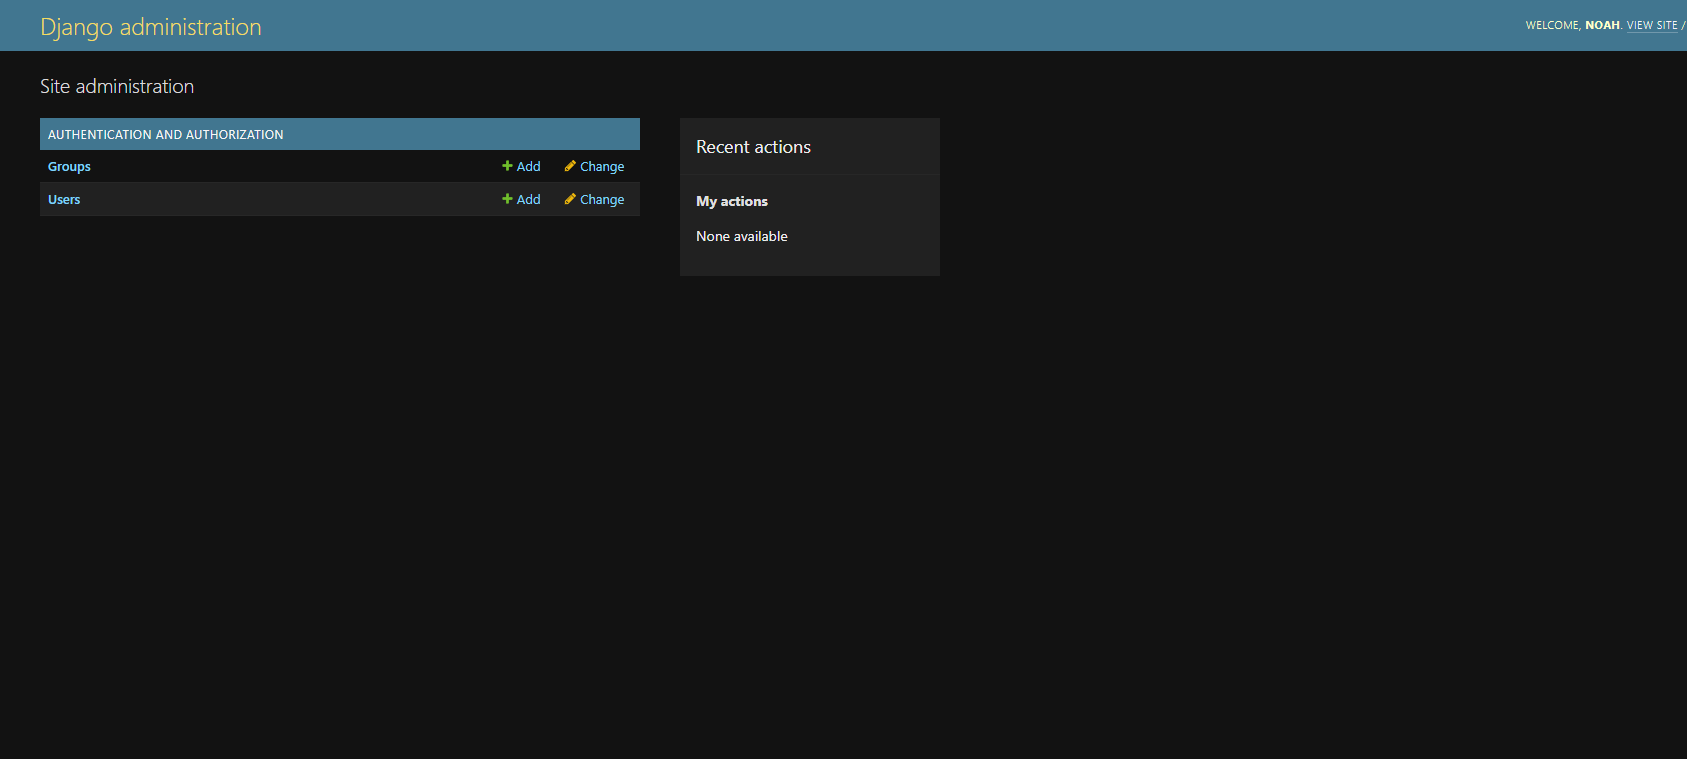 Django administration
WELCOME, NOAH. VIEW SITE /
Site administration
AUTHENTICATION AND AUTHORIZATION
Groups Add Change
Users Add Change
Recent actions
My actions
None available